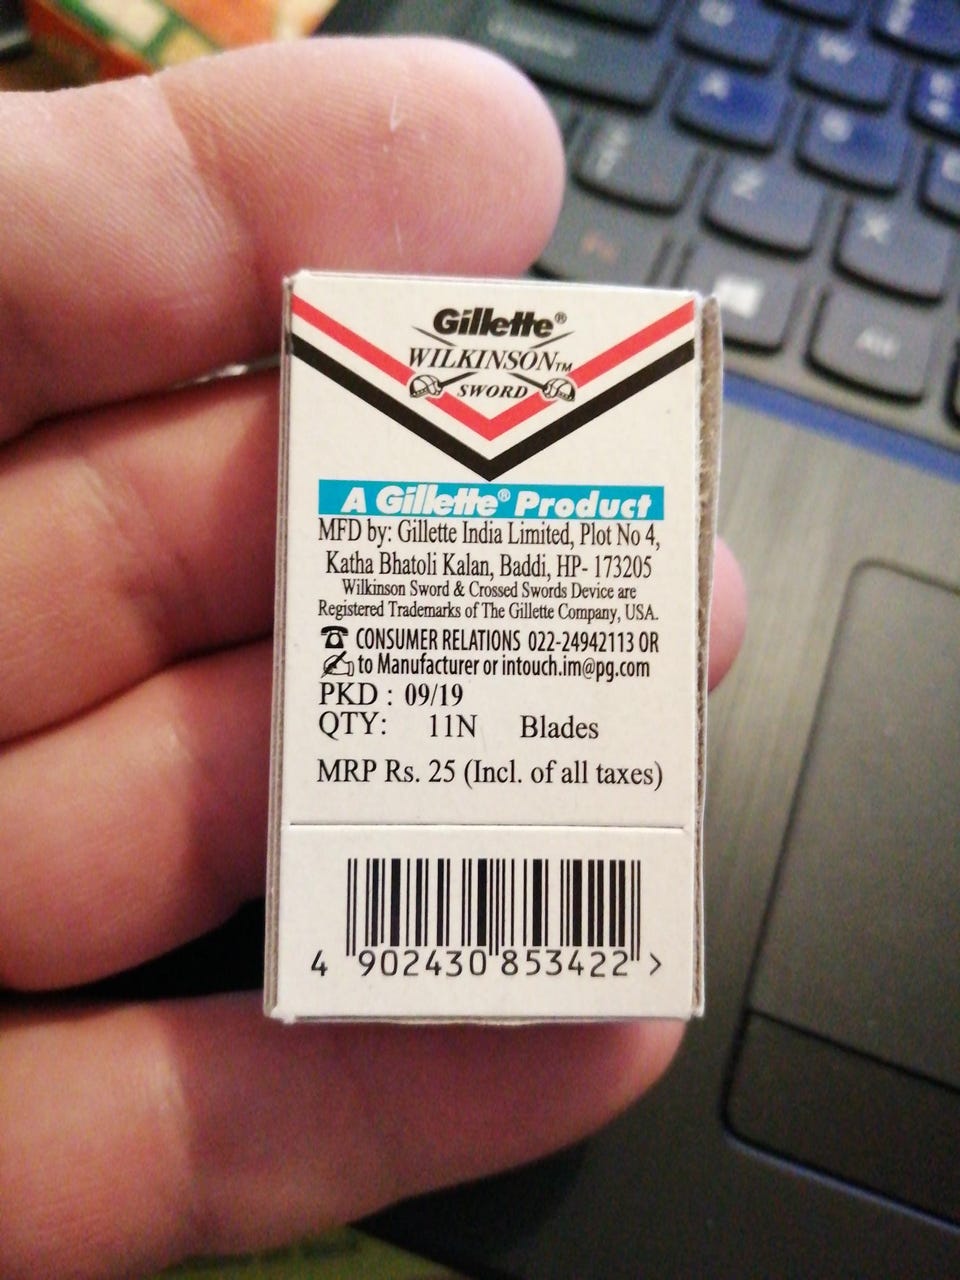 Gillette®
WILKINSON™
SWORD
A Gillette® Product
MFD by: Gillette India Limited, Plot No 4,
Katha Bhatoli Kalan, Baddi, HP- 173205
Wilkinson Sword & Crossed Swords Device are
Registered Trademarks of The Gillette Company, USA.
CONSUMER RELATIONS 022-24942113 OR
to Manufacturer or intouch.im@pg.com
PKD : 09/19
QTY: 11N Blades
MRP Rs. 25 (Incl. of all taxes)
4 902430 853422 >
W
A
Z
X
Alt